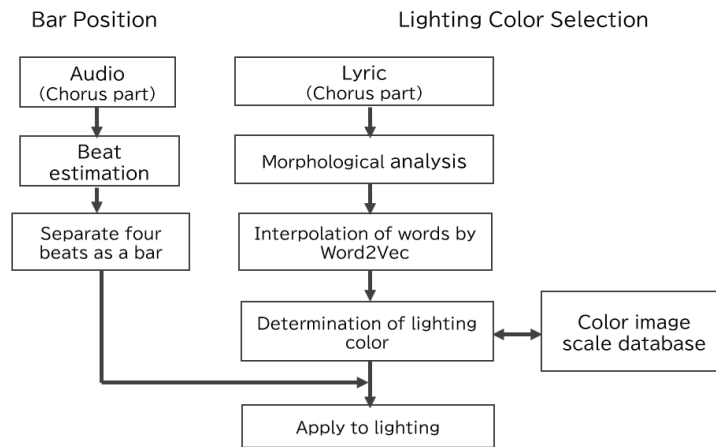 Bar Position
Lighting Color Selection
Audio
(Chorus part)
Beat
estimation
Separate four
beats as a bar
Lyric
(Chorus part)
Morphological analysis
Interpolation of words by
Word2Vec
Determination of lighting
color
Color image
scale database
Apply to lighting